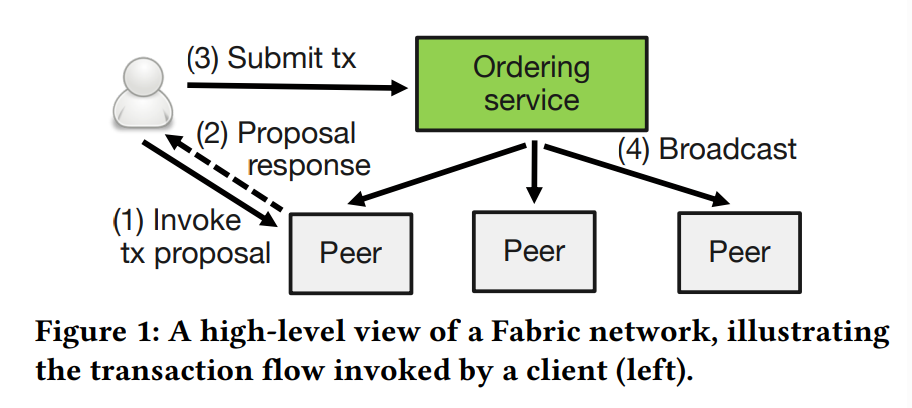 (3) Submit tx
Ordering
service
(2) Proposal
response
(4) Broadcast
(1) Invoke
tx proposal
Peer
Peer
Peer
Figure 1: A high-level view of a Fabric network, illustrating
the transaction flow invoked by a client (left).